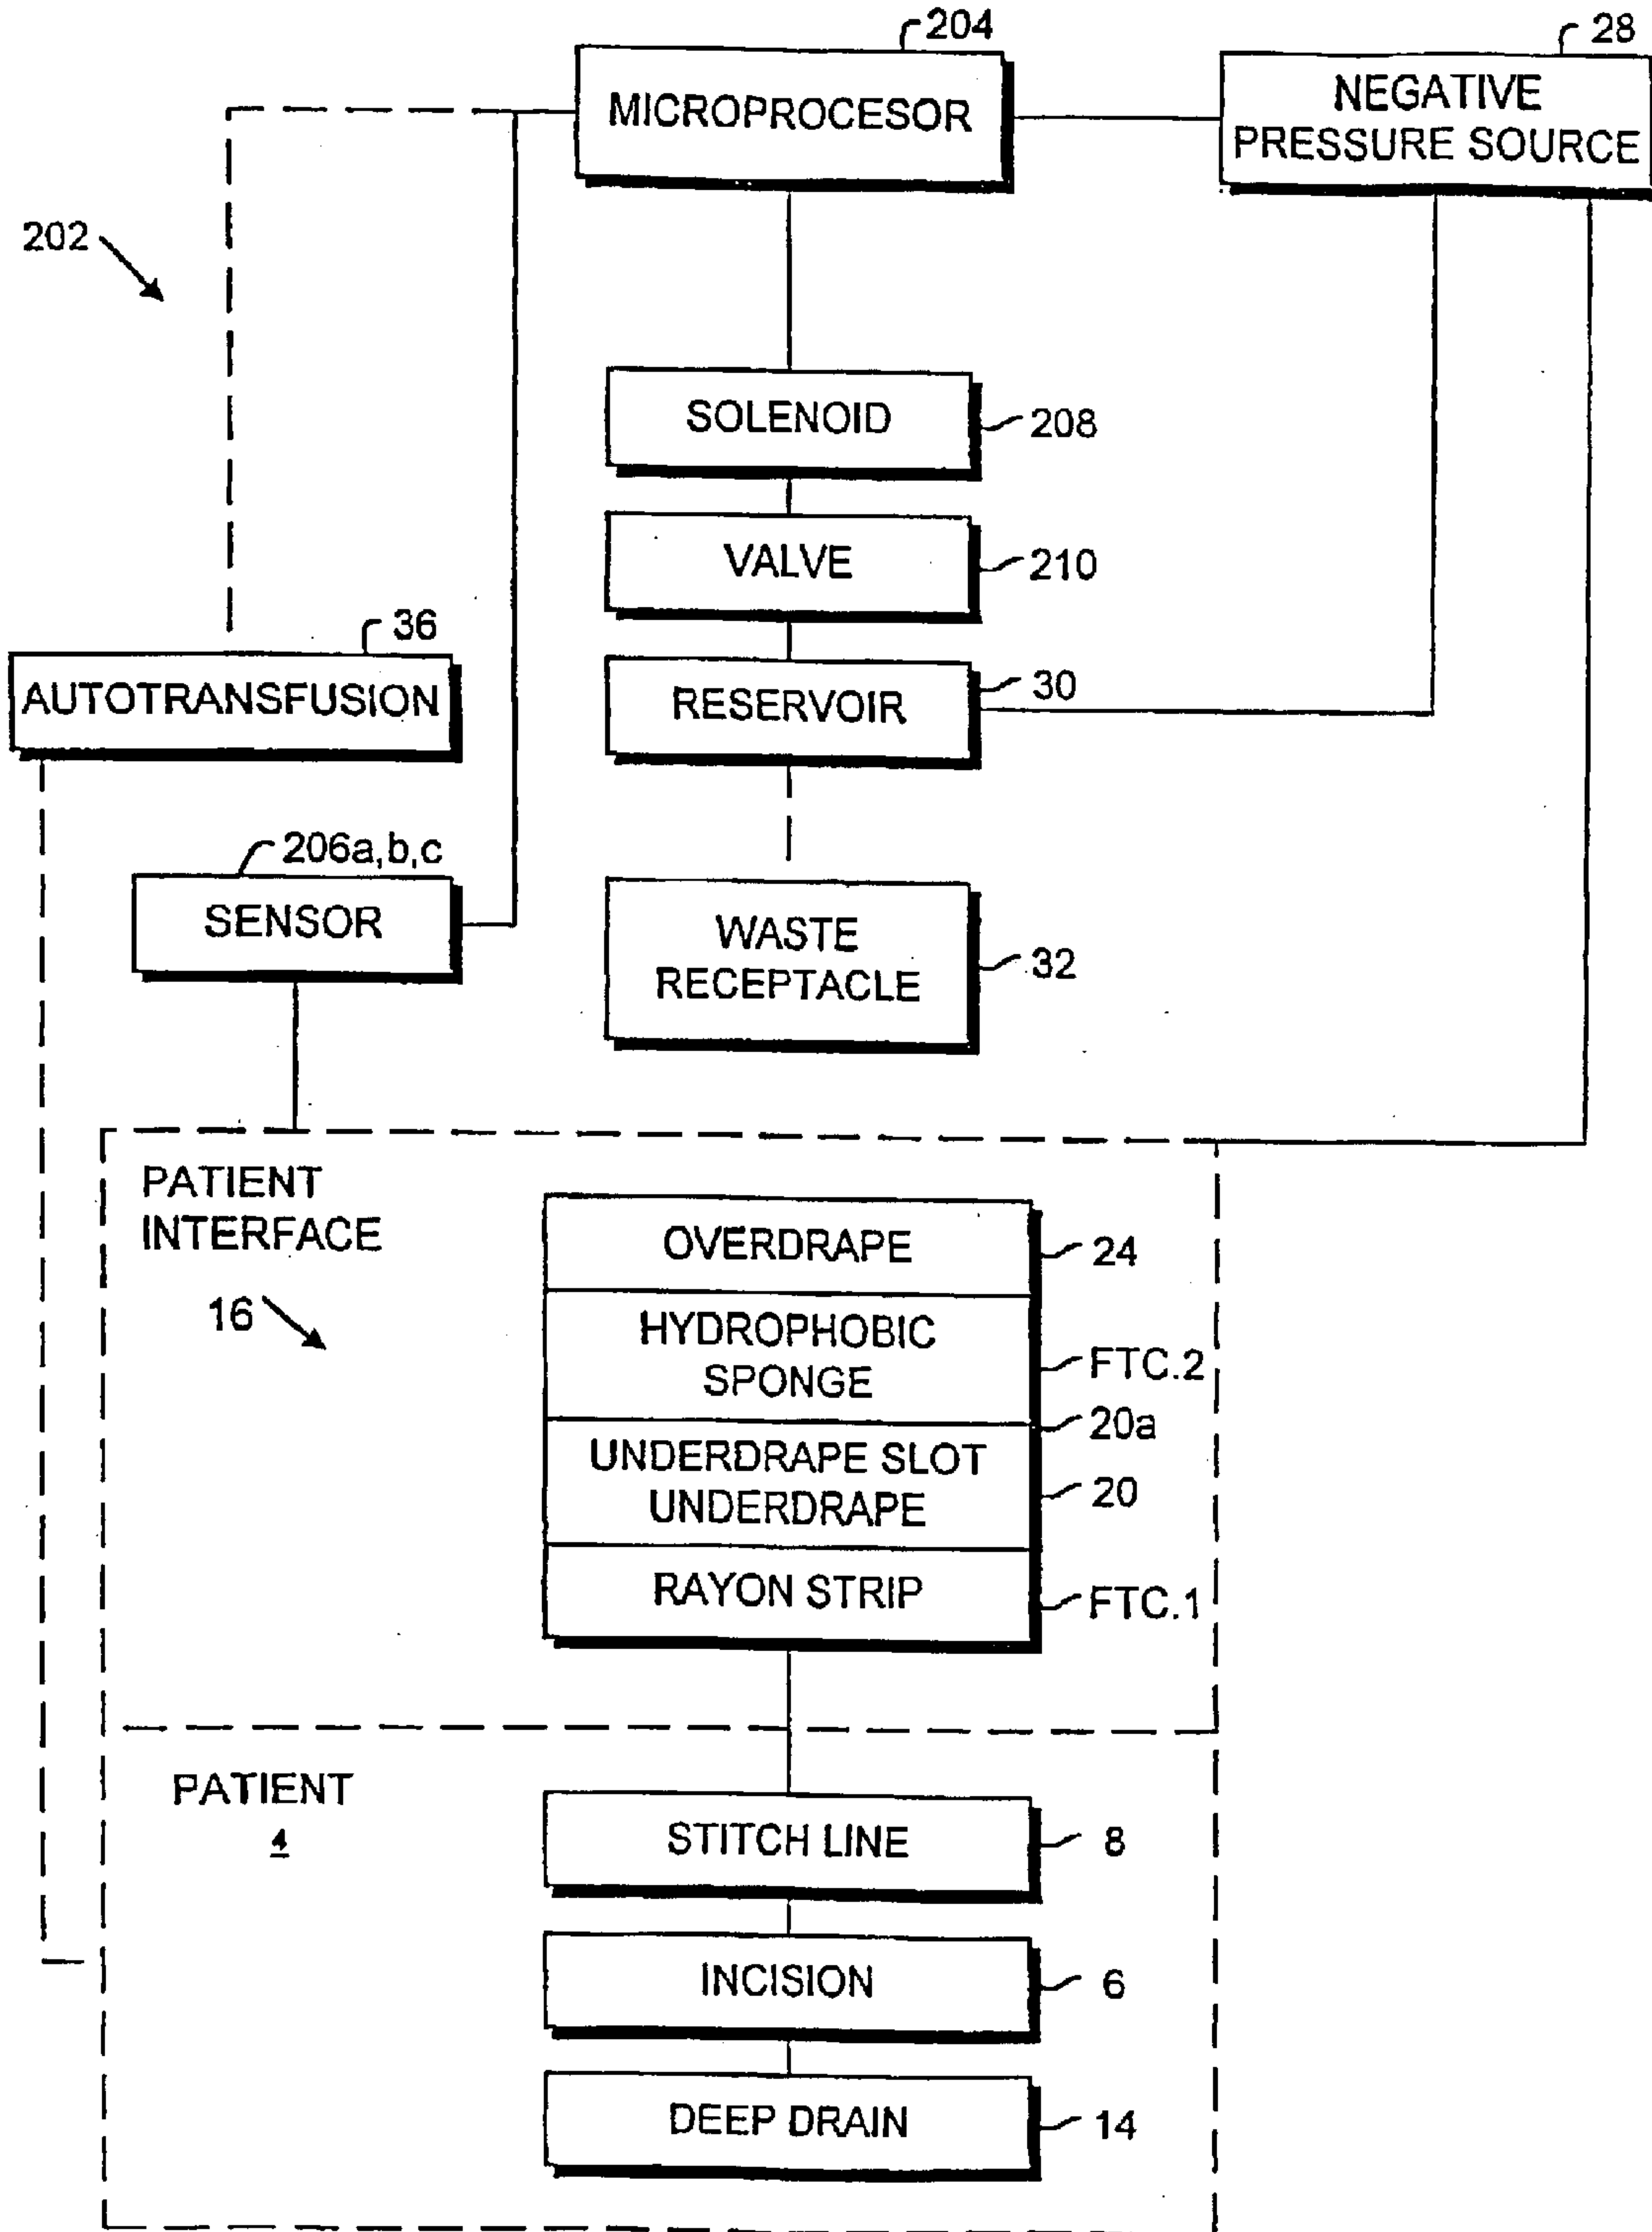 204
28
MICROPROCESOR
NEGATIVE
PRESSURE SOURCE
202
SOLENOID
208
VALVE
210
36
AUTOTRANSFUSION
RESERVOIR
30
206a,b,c
SENSOR
WASTE
RECEPTACLE
32
PATIENT
INTERFACE
16
OVERDRAPE
24
HYDROPHOBIC
SPONGE
FTC.2
20a
UNDERDRAPE SLOT
UNDERDRAPE
20
RAYON STRIP
FTC.1
PATIENT
4
STITCH LINE
8
INCISION
6
DEEP DRAIN
14